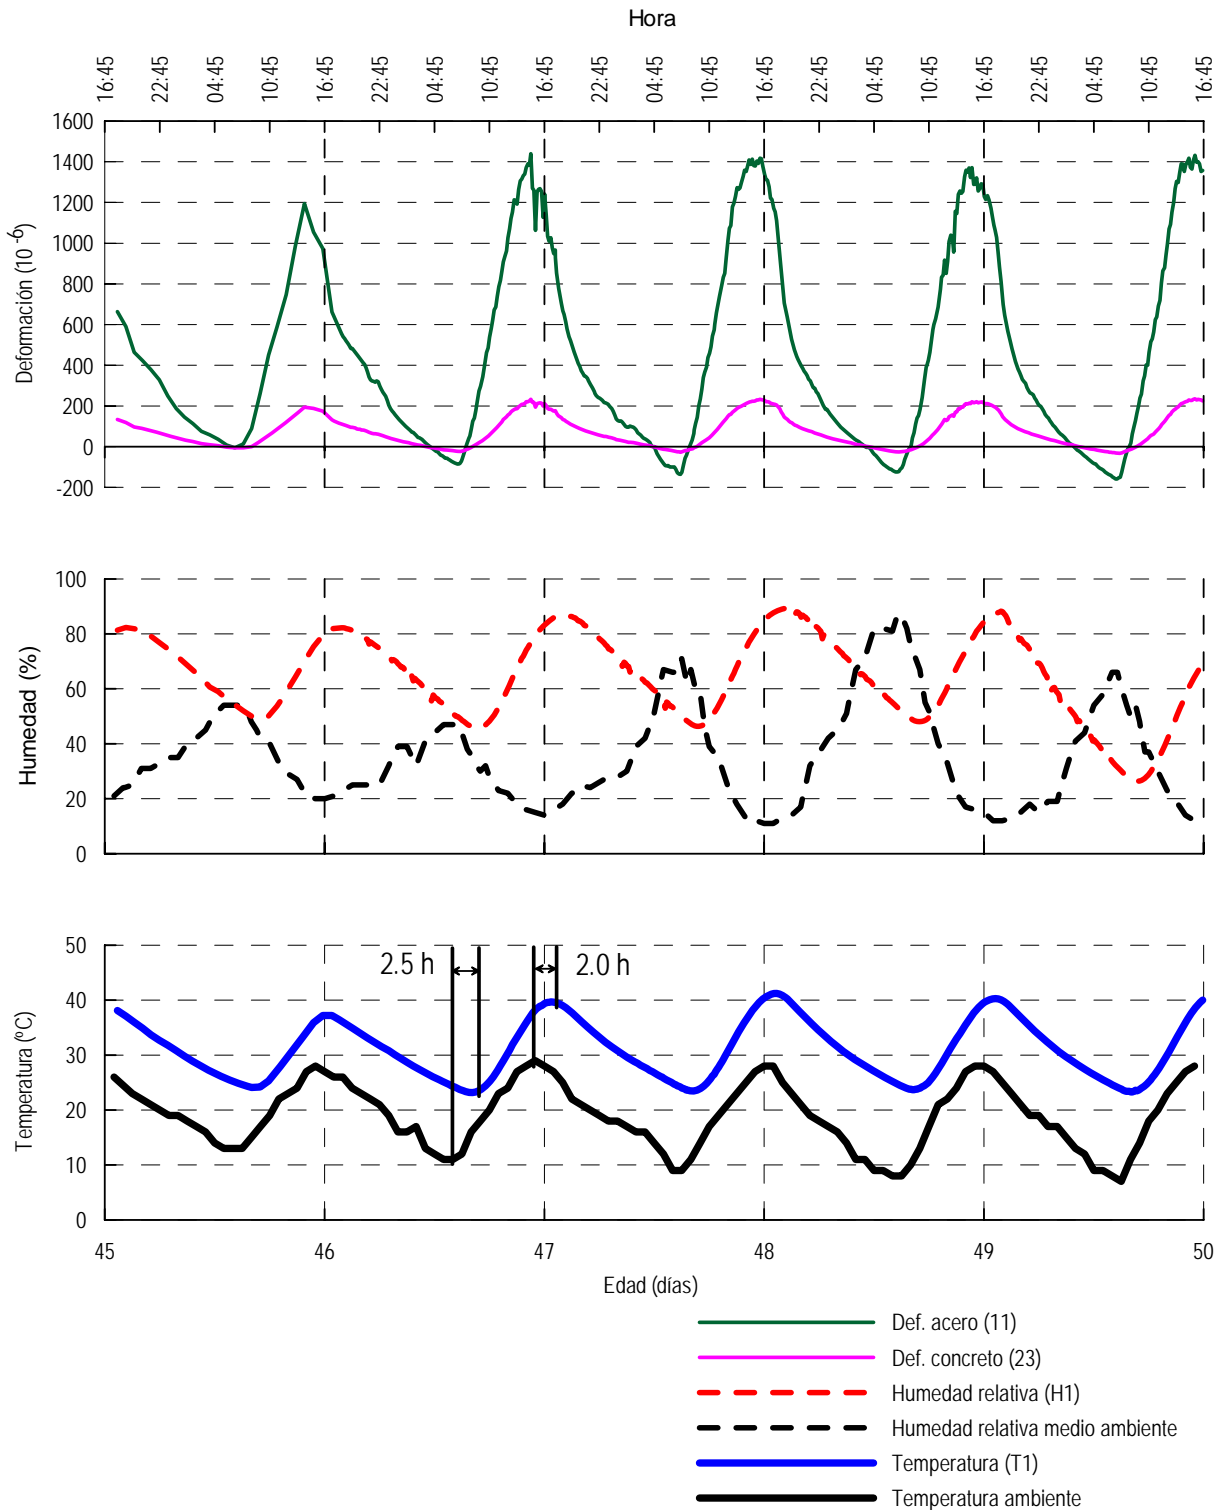 Hora
16:45 22:45 04:45 10:45 16:45 22:45 04:45 10:45 16:45 22:45 04:45 10:45 16:45 22:45 04:45 10:45 16:45 22:45 04:45 10:45 16:45
Deformación (10⁻⁶)
1600
1400
1200
1000
800
600
400
200
0
-200
Humedad (%)
100
80
60
40
20
0
Temperatura (ºC)
50
40
30
20
10
0
2.5 h
2.0 h
45 46 47 48 49 50
Edad (días)
Def. acero (11)
Def. concreto (23)
Humedad relativa (H1)
Humedad relativa medio ambiente
Temperatura (T1)
Temperatura ambiente